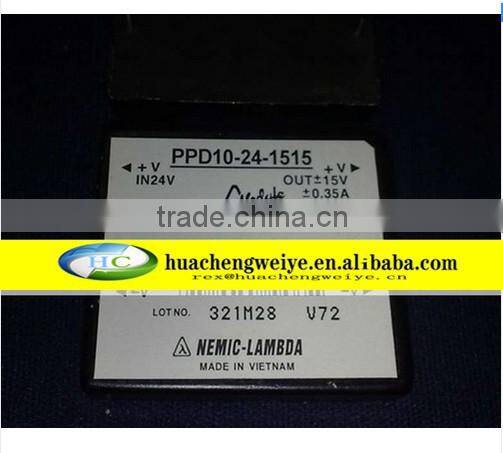 PPD10-24-1515
◄ +V +V ►
IN24V OUT±15V
±0.35A
trade.china.cn
HC huachengweiye.en.alibaba.com
rex@huachengweiye.cn
LOT NO. 321M28 V72
NEMIC-LAMBDA
MADE IN VIETNAM